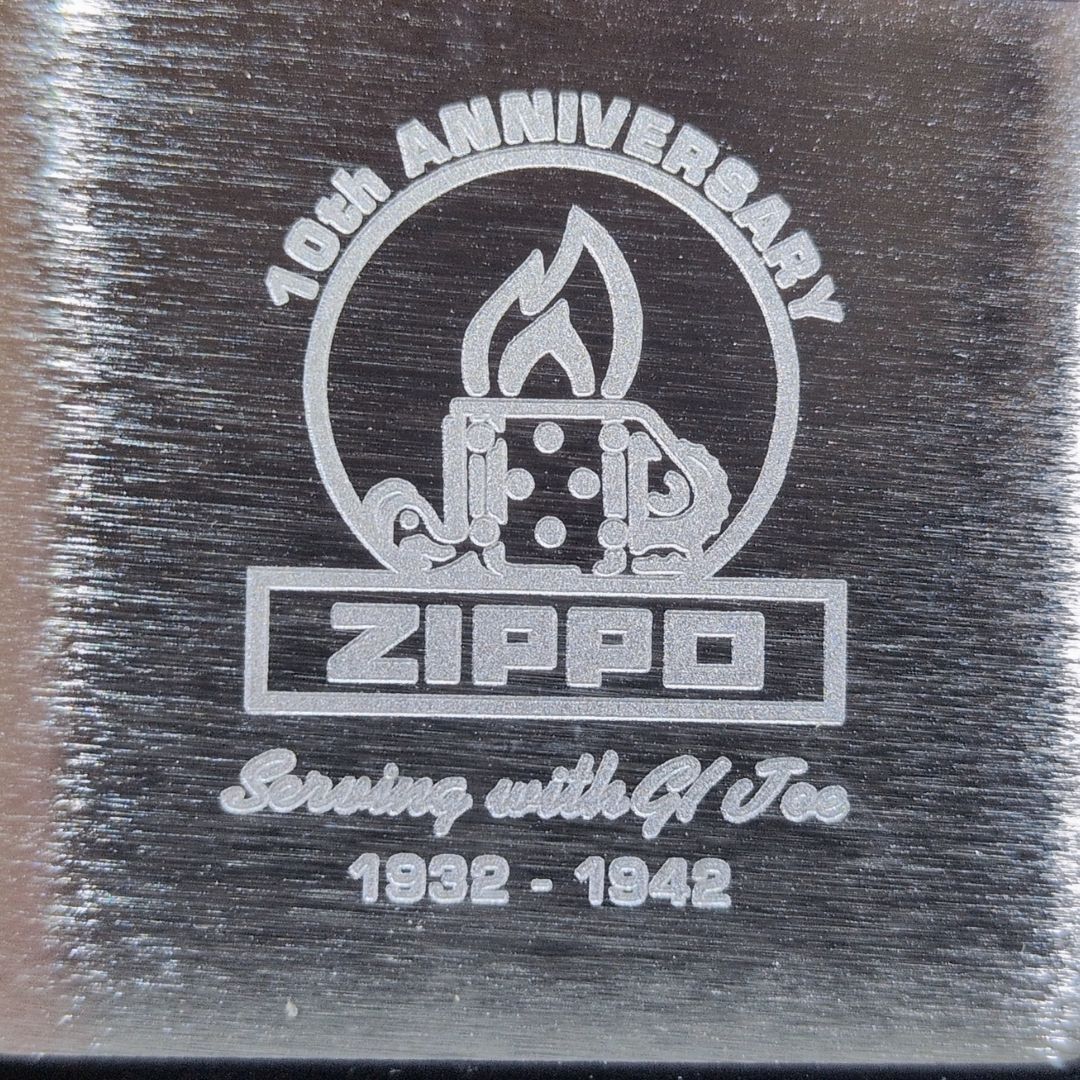 10th ANNIVERSARY
ZIPPO
Serving with GI Joe
1932 - 1942